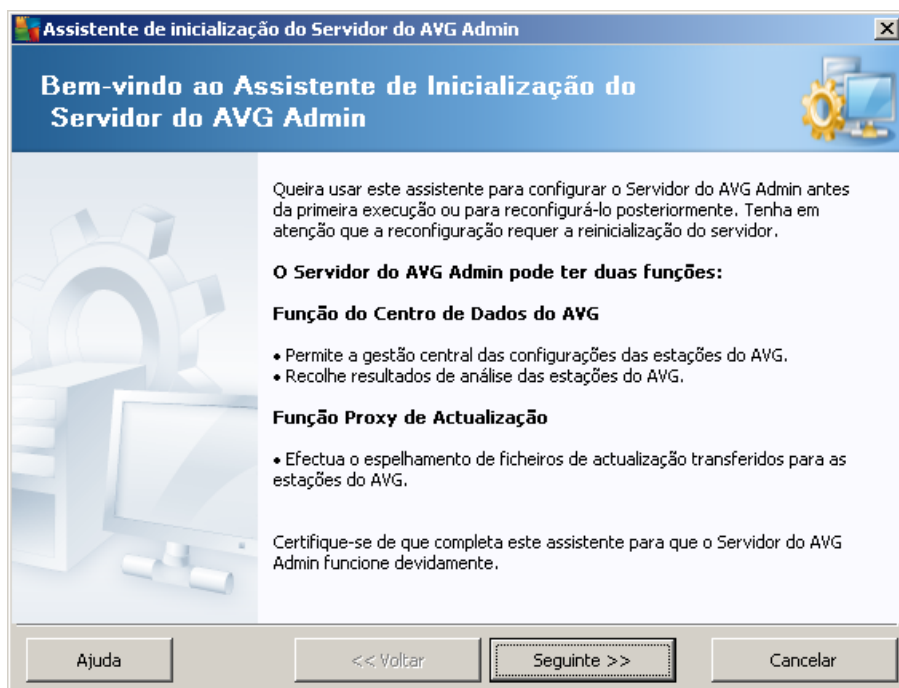 Assistente de inicialização do Servidor do AVG Admin
Bem-vindo ao Assistente de Inicialização do
Servidor do AVG Admin
Queira usar este assistente para configurar o Servidor do AVG Admin antes
da primeira execução ou para reconfigurá-lo posteriormente. Tenha em
atenção que a reconfiguração requer a reinicialização do servidor.
O Servidor do AVG Admin pode ter duas funções:
Função do Centro de Dados do AVG
• Permite a gestão central das configurações das estações do AVG.
• Recolhe resultados de análise das estações do AVG.
Função Proxy de Actualização
• Efectua o espelhamento de ficheiros de actualização transferidos para as
estações do AVG.
Certifique-se de que completa este assistente para que o Servidor do AVG
Admin funcione devidamente.
Ajuda
<< Voltar
Seguinte >>
Cancelar